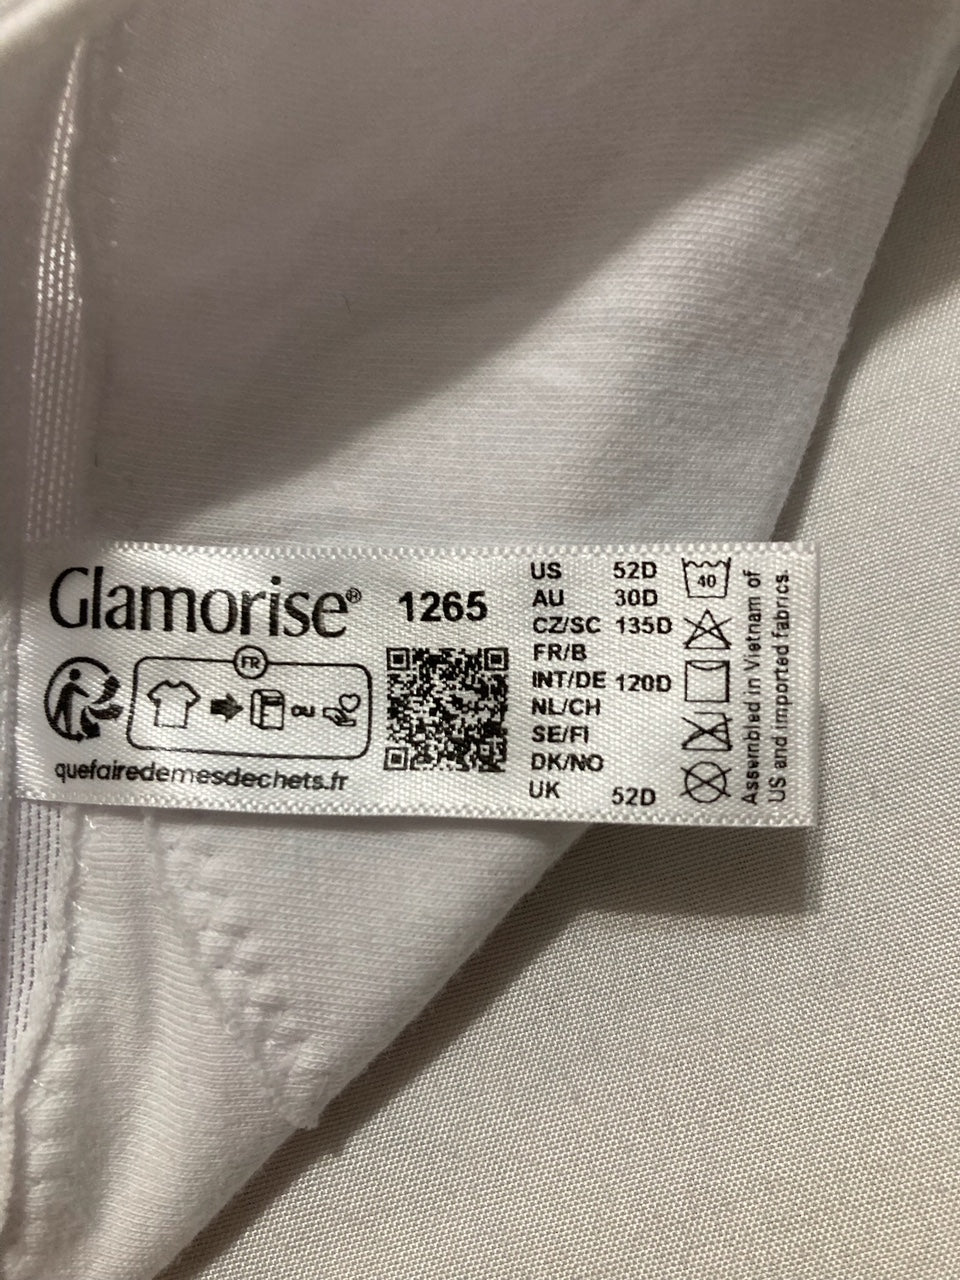 Glamorise® 1265
FR
OU
quefairedemesdechets.fr
US 52D
AU 30D
CZ/SC 135D
FR/B
INT/DE 120D
NL/CH
SE/FI
DK/NO
UK 52D
40
Assembled in Vietnam of
US and imported fabrics.